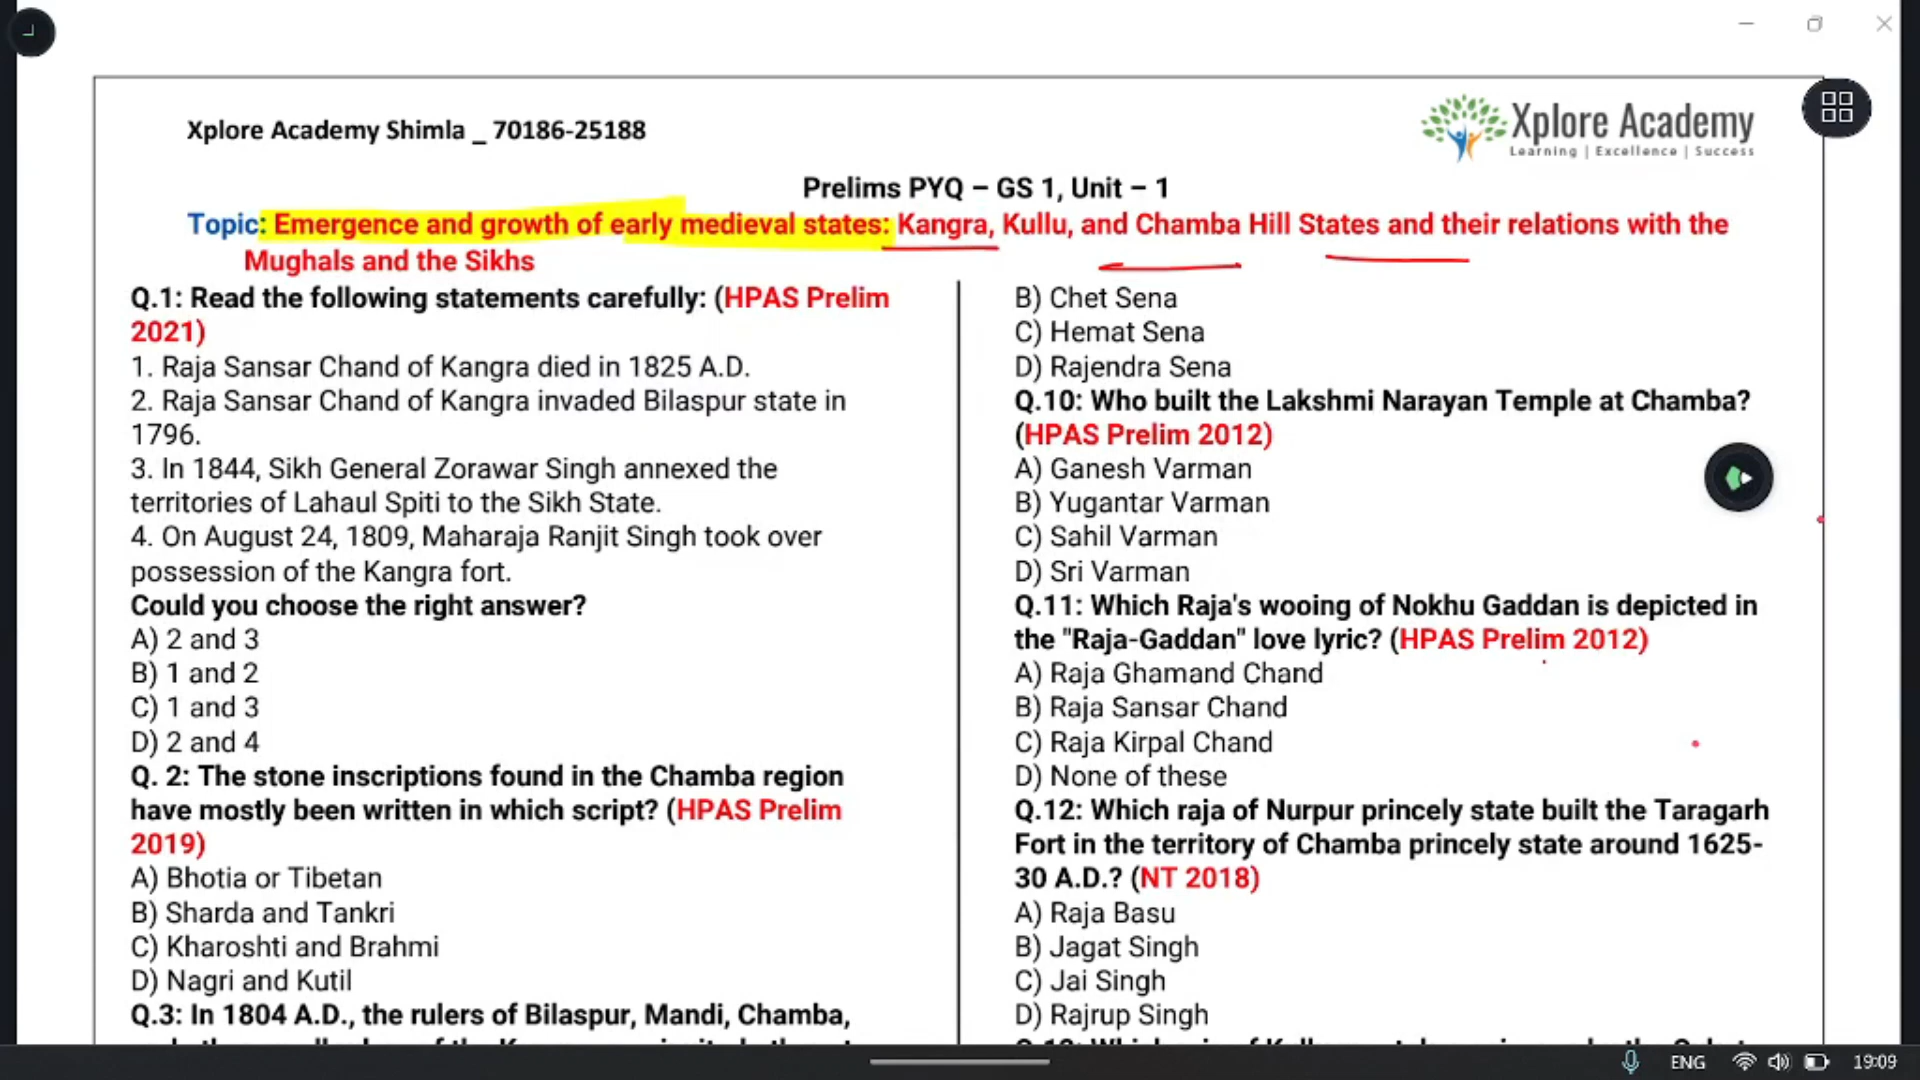 Xplore Academy Shimla _ 70186-25188
Xplore Academy
Learning | Excellence | Success
Prelims PYQ – GS 1, Unit – 1
Topic: Emergence and growth of early medieval states: Kangra, Kullu, and Chamba Hill States and their relations with the
Mughals and the Sikhs
Q.1: Read the following statements carefully: (HPAS Prelim
2021)
1. Raja Sansar Chand of Kangra died in 1825 A.D.
2. Raja Sansar Chand of Kangra invaded Bilaspur state in
1796.
3. In 1844, Sikh General Zorawar Singh annexed the
territories of Lahaul Spiti to the Sikh State.
4. On August 24, 1809, Maharaja Ranjit Singh took over
possession of the Kangra fort.
Could you choose the right answer?
A) 2 and 3
B) 1 and 2
C) 1 and 3
D) 2 and 4
Q. 2: The stone inscriptions found in the Chamba region
have mostly been written in which script? (HPAS Prelim
2019)
A) Bhotia or Tibetan
B) Sharda and Tankri
C) Kharoshti and Brahmi
D) Nagri and Kutil
Q.3: In 1804 A.D., the rulers of Bilaspur, Mandi, Chamba,
B) Chet Sena
C) Hemat Sena
D) Rajendra Sena
Q.10: Who built the Lakshmi Narayan Temple at Chamba?
(HPAS Prelim 2012)
A) Ganesh Varman
B) Yugantar Varman
C) Sahil Varman
D) Sri Varman
Q.11: Which Raja's wooing of Nokhu Gaddan is depicted in
the "Raja-Gaddan" love lyric? (HPAS Prelim 2012)
A) Raja Ghamand Chand
B) Raja Sansar Chand
C) Raja Kirpal Chand
D) None of these
Q.12: Which raja of Nurpur princely state built the Taragarh
Fort in the territory of Chamba princely state around 1625-
30 A.D.? (NT 2018)
A) Raja Basu
B) Jagat Singh
C) Jai Singh
D) Rajrup Singh
ENG
19:09